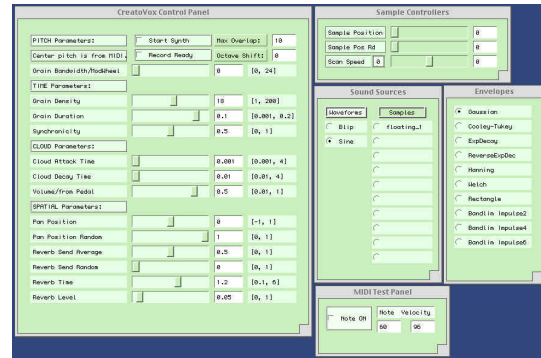 CreatoVox Control Panel
PITCH Parameters: Start Synth Max Overlap: 10
Center pitch is from MIDI. Record Ready Octave Shift: 0
Grain Bandwidth/ModWheel 0 [0, 24]
TIME Parameters:
Grain Density 18 [1, 200]
Grain Duration 0.1 [0.001, 0.2]
Synchronicity 0.5 [0, 1]
CLOUD Parameters:
Cloud Attack Time 0.001 [0.001, 4]
Cloud Decay Time 0.01 [0.01, 4]
Volume/from Pedal 0.5 [0.01, 1]
SPATIAL Parameters:
Pan Position 0 [-1, 1]
Pan Position Random 1 [0, 1]
Reverb Send Average 0.5 [0, 1]
Reverb Send Random 0 [0, 1]
Reverb Time 1.2 [0.1, 6]
Reverb Level 0.05 [0, 1]
Sample Controllers
Sample Position 0
Sample Pos Rd 0
Scan Speed 0 0
Sound Sources
Waveforms Samples
Blip floating_1
Sine
Envelopes
Gaussian
Cooley-Tukey
ExpDecay
ReverseExpDec
Hanning
Welch
Rectangle
Bandlim Impulse2
Bandlim Impulse4
Bandlim Impulse6
MIDI Test Panel
Note ON Note Velocity
60 96